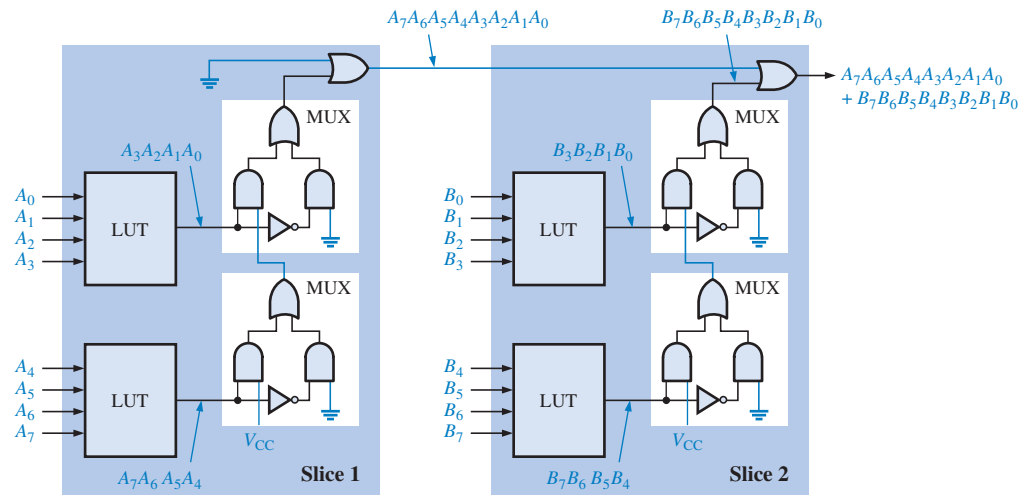 A₇A₆A₅A₄A₃A₂A₁A₀
B₇B₆B₅B₄B₃B₂B₁B₀
A₇A₆A₅A₄A₃A₂A₁A₀
+ B₇B₆B₅B₄B₃B₂B₁B₀
MUX
MUX
A₃A₂A₁A₀
B₃B₂B₁B₀
A₀
A₁
A₂
A₃
LUT
B₀
B₁
B₂
B₃
LUT
MUX
MUX
A₄
A₅
A₆
A₇
LUT
B₄
B₅
B₆
B₇
LUT
V_CC
V_CC
A₇A₆ A₅A₄
Slice 1
B₇B₆ B₅B₄
Slice 2